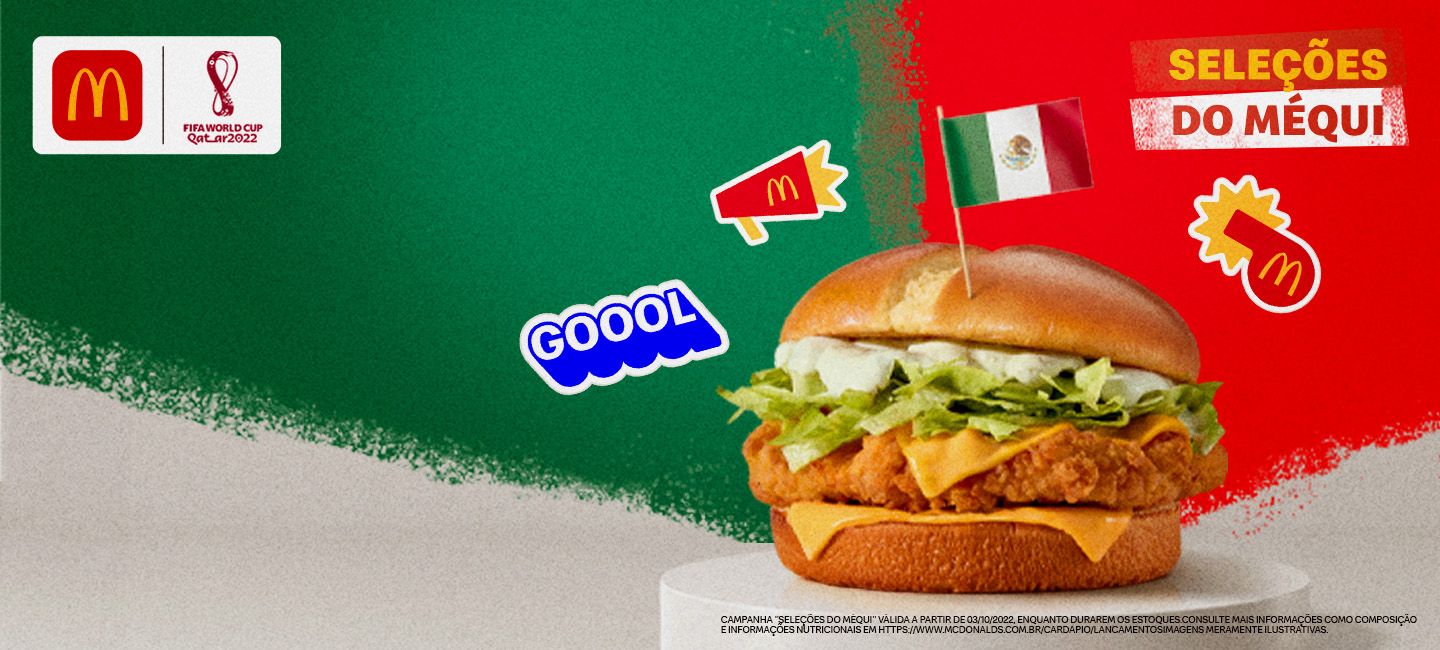 FIFA WORLD CUP
Qatar2022
SELEÇÕES
DO MÉQUI
GOOOL
CAMPANHA "SELEÇÕES DO MÉQUI" VÁLIDA A PARTIR DE 03/10/2022, ENQUANTO DURAREM OS ESTOQUES.CONSULTE MAIS INFORMAÇÕES COMO COMPOSIÇÃO
E INFORMAÇÕES NUTRICIONAIS EM HTTPS://WWW.MCDONALDS.COM.BR/CARDAPIO/LANCAMENTOSIMAGENS MERAMENTE ILUSTRATIVAS.